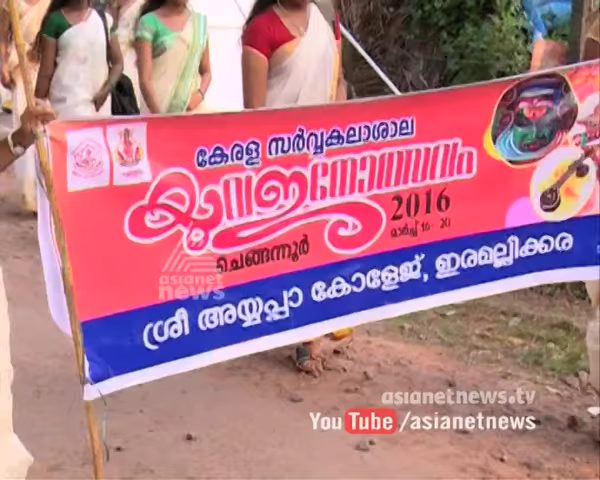 കേരള സർവ്വകലാശാല
യുവജനോത്സവം
2016
മാർച്ച് 16 - 20
ചെങ്ങന്നൂർ
ശ്രീ അയ്യപ്പാ കോളേജ്, ഇരമല്ലിക്കര
asianet
news
asianetnews.tv
YouTube /asianetnews